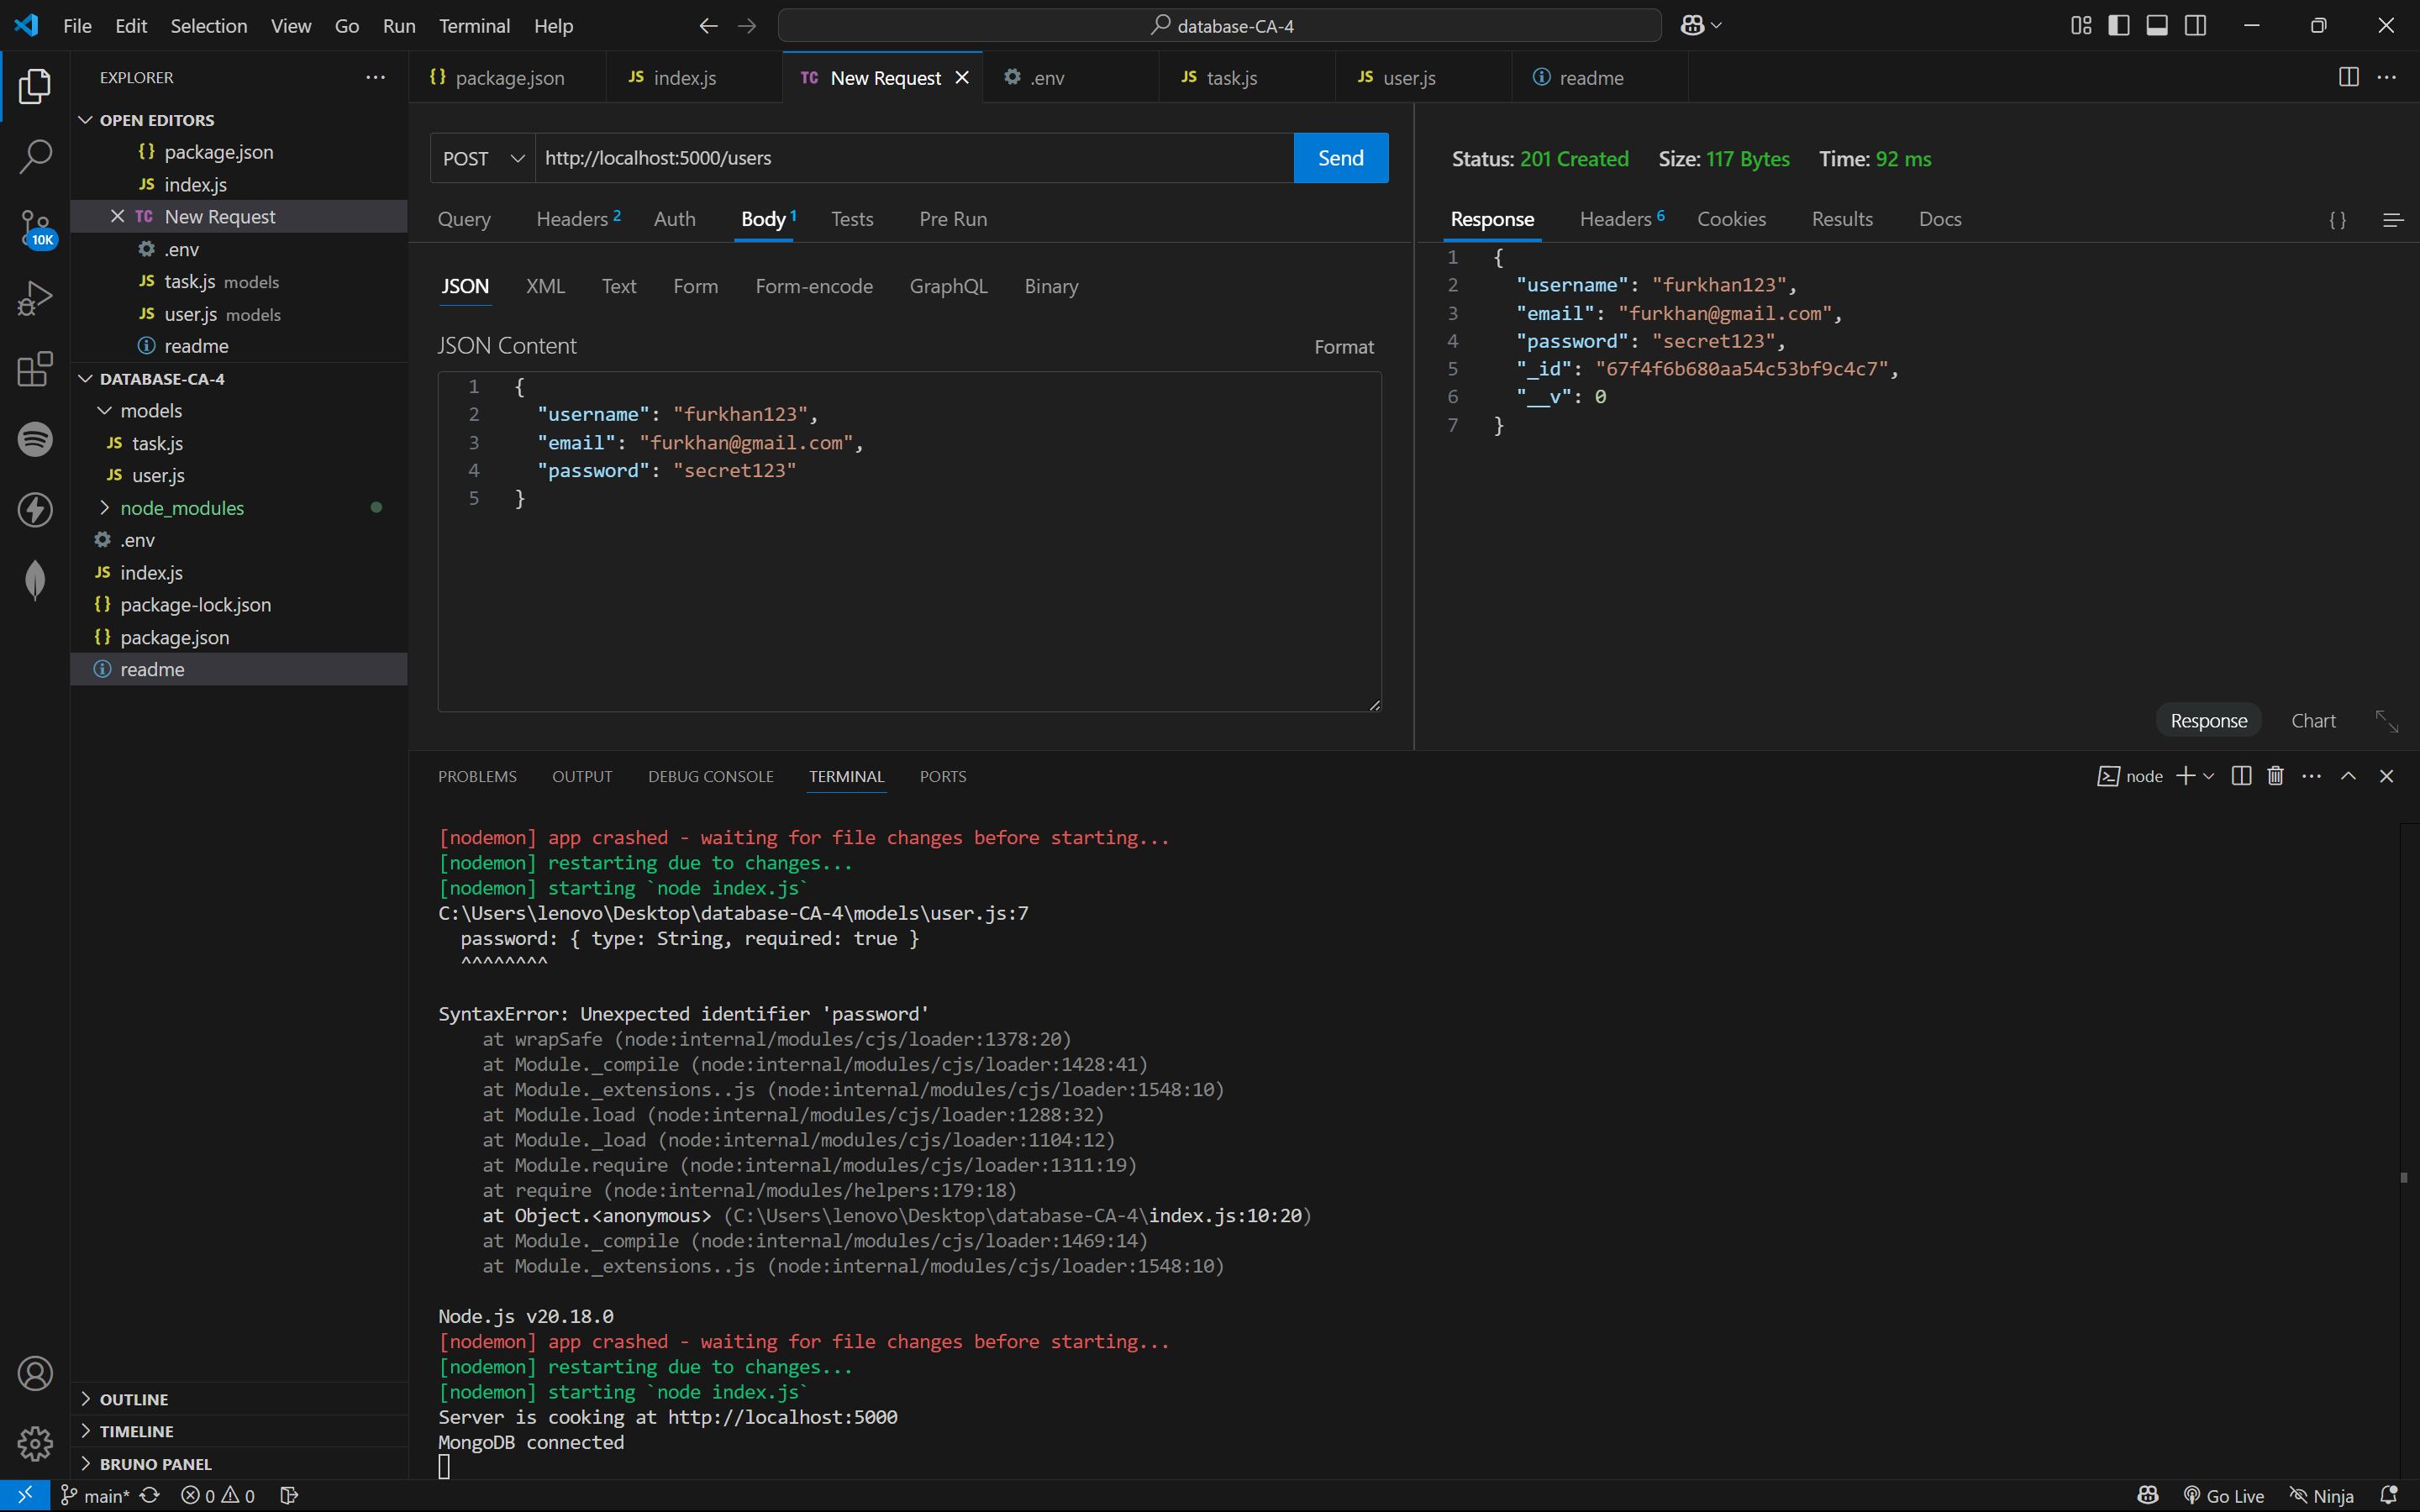 File Edit Selection View Go Run Terminal Help
database-CA-4
EXPLORER
OPEN EDITORS
package.json
JS index.js
TC New Request
.env
JS task.js models
JS user.js models
readme
DATABASE-CA-4
models
JS task.js
JS user.js
node_modules
.env
JS index.js
package-lock.json
package.json
readme
OUTLINE
TIMELINE
BRUNO PANEL
10K
package.json
JS index.js
TC New Request
.env
JS task.js
JS user.js
readme
POST http://localhost:5000/users Send
Query Headers 2 Auth Body 1 Tests Pre Run
JSON XML Text Form Form-encode GraphQL Binary
JSON Content Format
1 {
2 "username": "furkhan123",
3 "email": "furkhan@gmail.com",
4 "password": "secret123"
5 }
Status: 201 Created Size: 117 Bytes Time: 92 ms
Response Headers 6 Cookies Results Docs { }
1 {
2 "username": "furkhan123",
3 "email": "furkhan@gmail.com",
4 "password": "secret123",
5 "_id": "67f4f6b680aa54c53bf9c4c7",
6 "__v": 0
7 }
Response Chart
PROBLEMS OUTPUT DEBUG CONSOLE TERMINAL PORTS
node
[nodemon] app crashed - waiting for file changes before starting...
[nodemon] restarting due to changes...
[nodemon] starting `node index.js`
C:\Users\lenovo\Desktop\database-CA-4\models\user.js:7
password: { type: String, required: true }
^^^^^^^^
SyntaxError: Unexpected identifier 'password'
at wrapSafe (node:internal/modules/cjs/loader:1378:20)
at Module._compile (node:internal/modules/cjs/loader:1428:41)
at Module._extensions..js (node:internal/modules/cjs/loader:1548:10)
at Module.load (node:internal/modules/cjs/loader:1288:32)
at Module._load (node:internal/modules/cjs/loader:1104:12)
at Module.require (node:internal/modules/cjs/loader:1311:19)
at require (node:internal/modules/helpers:179:18)
at Object.<anonymous> (C:\Users\lenovo\Desktop\database-CA-4\index.js:10:20)
at Module._compile (node:internal/modules/cjs/loader:1469:14)
at Module._extensions..js (node:internal/modules/cjs/loader:1548:10)
Node.js v20.18.0
[nodemon] app crashed - waiting for file changes before starting...
[nodemon] restarting due to changes...
[nodemon] starting `node index.js`
Server is cooking at http://localhost:5000
MongoDB connected
main* 0 0 Go Live Ninja